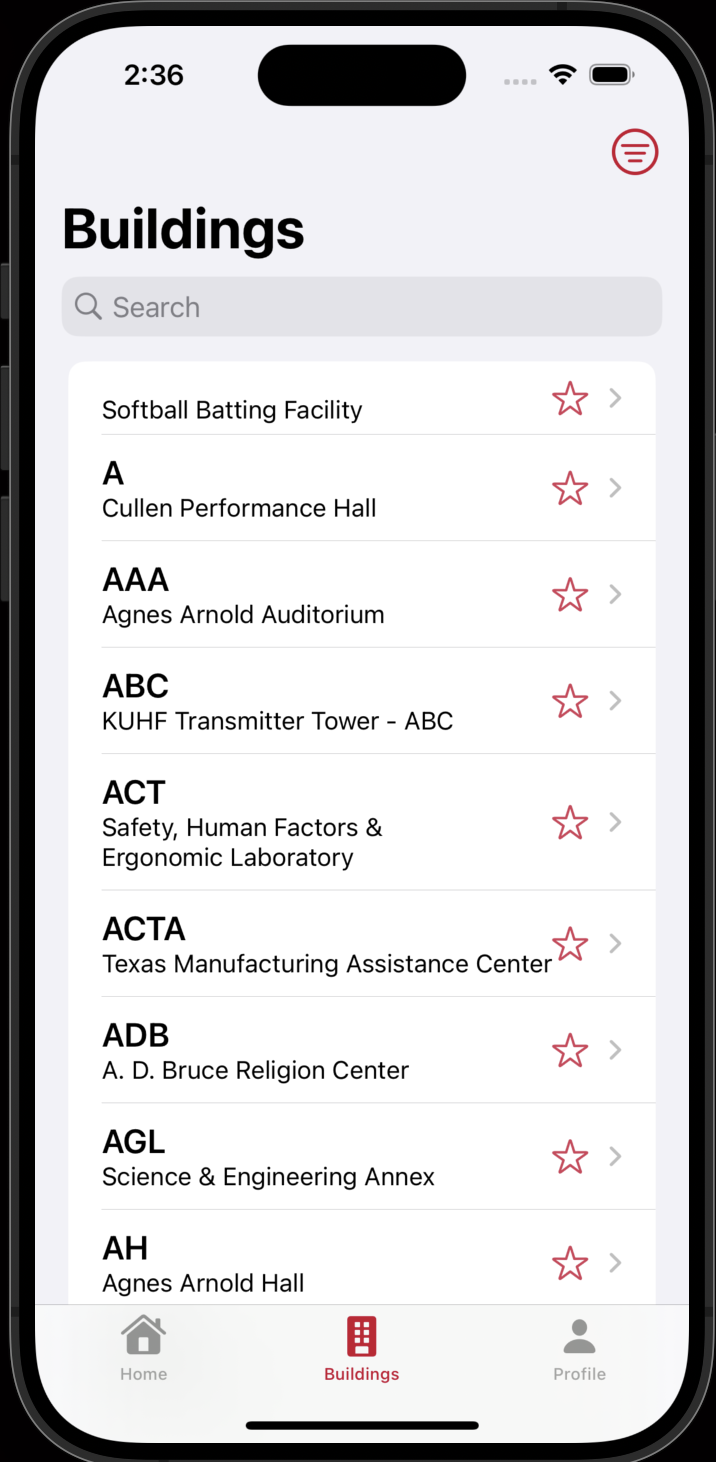 2:36
Buildings
Search
Softball Batting Facility
A
Cullen Performance Hall
AAA
Agnes Arnold Auditorium
ABC
KUHF Transmitter Tower - ABC
ACT
Safety, Human Factors &
Ergonomic Laboratory
ACTA
Texas Manufacturing Assistance Center
ADB
A. D. Bruce Religion Center
AGL
Science & Engineering Annex
AH
Agnes Arnold Hall
Home
Buildings
Profile